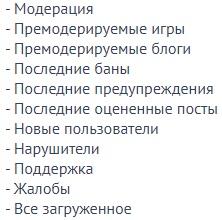 - Модерация
- Премодерируемые игры
- Премодерируемые блоги
- Последние баны
- Последние предупреждения
- Последние оцененные посты
- Новые пользователи
- Нарушители
- Поддержка
- Жалобы
- Все загруженное